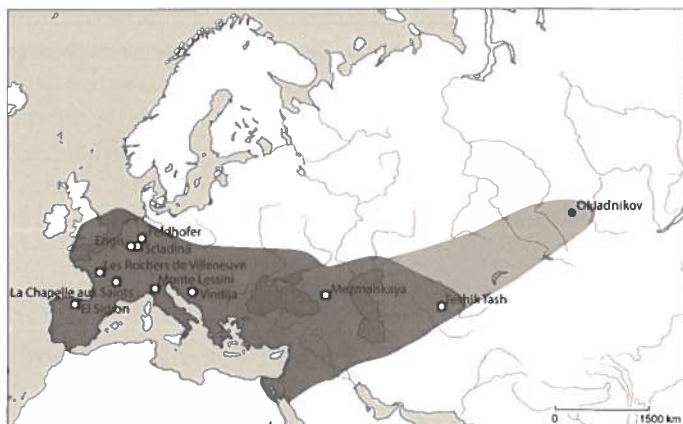 Okladnikov
Feldhofer
Engis
Scladina
Les Rochers de Villeneuve
Monte Lessini
La Chapelle aux Saints
Vindija
Mezmaiskaya
Teshik Tash
El Sidron
0
1500 km